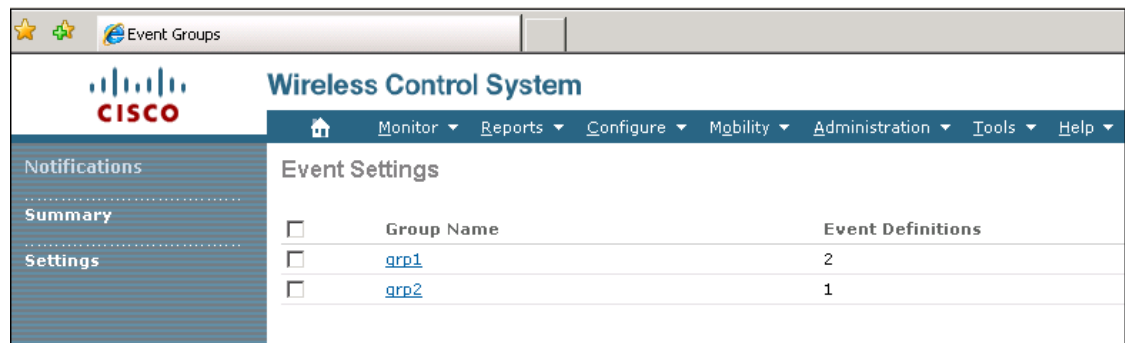 Event Groups
CISCO
Wireless Control System
Monitor Reports Configure Mobility Administration Tools Help
Notifications
Summary
Settings
Event Settings
Group Name Event Definitions
grp1 2
grp2 1